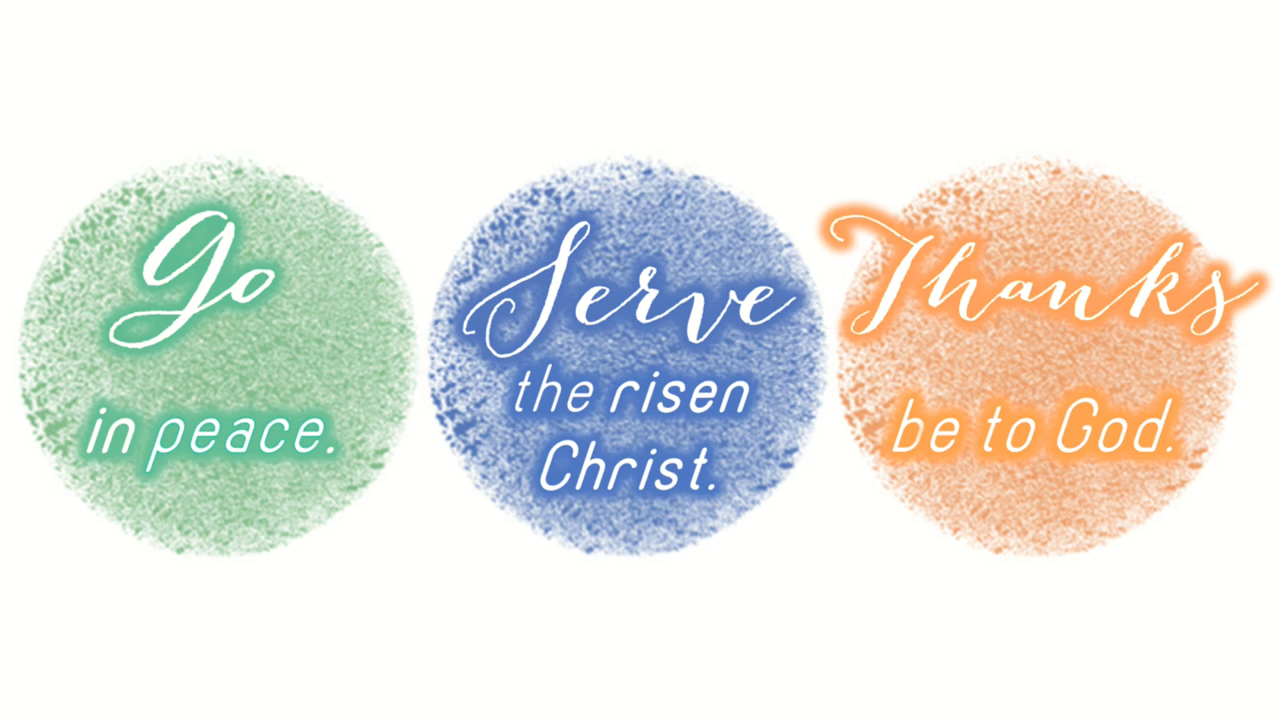 Go
in peace.
Serve
the risen
Christ.
Thanks
be to God.